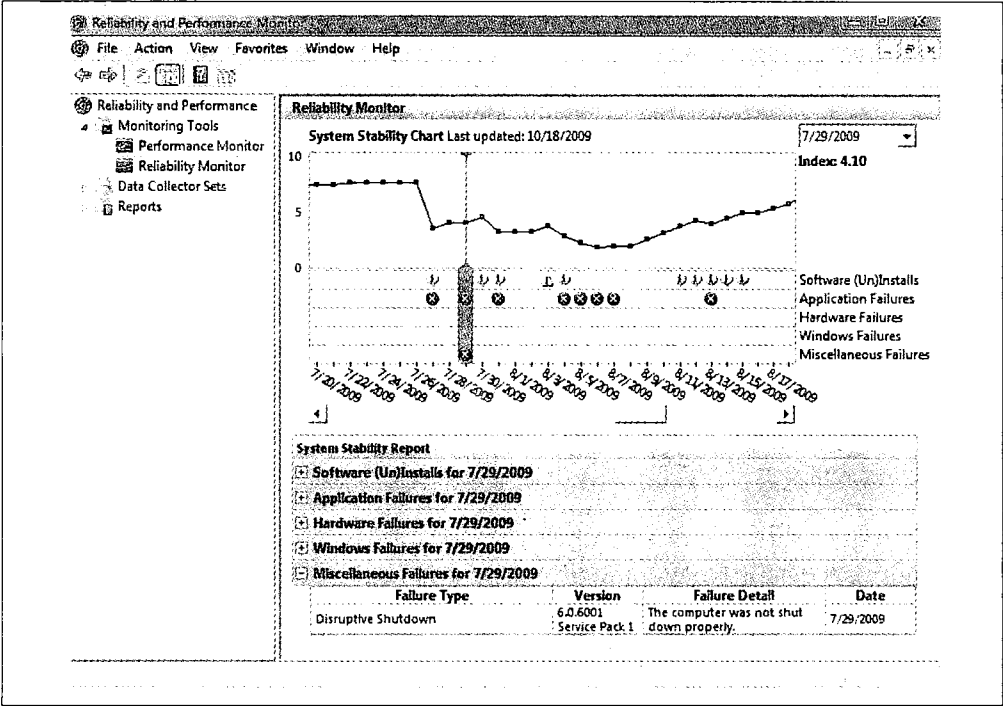 Reliability and Performance Monitor
File Action View Favorites Window Help
Reliability and Performance
Monitoring Tools
Performance Monitor
Reliability Monitor
Data Collector Sets
Reports
Reliability Monitor
System Stability Chart Last updated: 10/18/2009
7/29/2009
Index: 4.10
10
5
0
Software (Un)Installs
Application Failures
Hardware Failures
Windows Failures
Miscellaneous Failures
7/20/2009
7/22/2009
7/24/2009
7/26/2009
7/28/2009
7/30/2009
8/1/2009
8/3/2009
8/5/2009
8/7/2009
8/9/2009
8/11/2009
8/13/2009
8/15/2009
8/17/2009
System Stability Report
Software (Un)Installs for 7/29/2009
Application Failures for 7/29/2009
Hardware Failures for 7/29/2009
Windows Failures for 7/29/2009
Miscellaneous Failures for 7/29/2009
Failure Type Version Failure Detail Date
Disruptive Shutdown 6.0.6001 Service Pack 1 The computer was not shut down properly. 7/29/2009